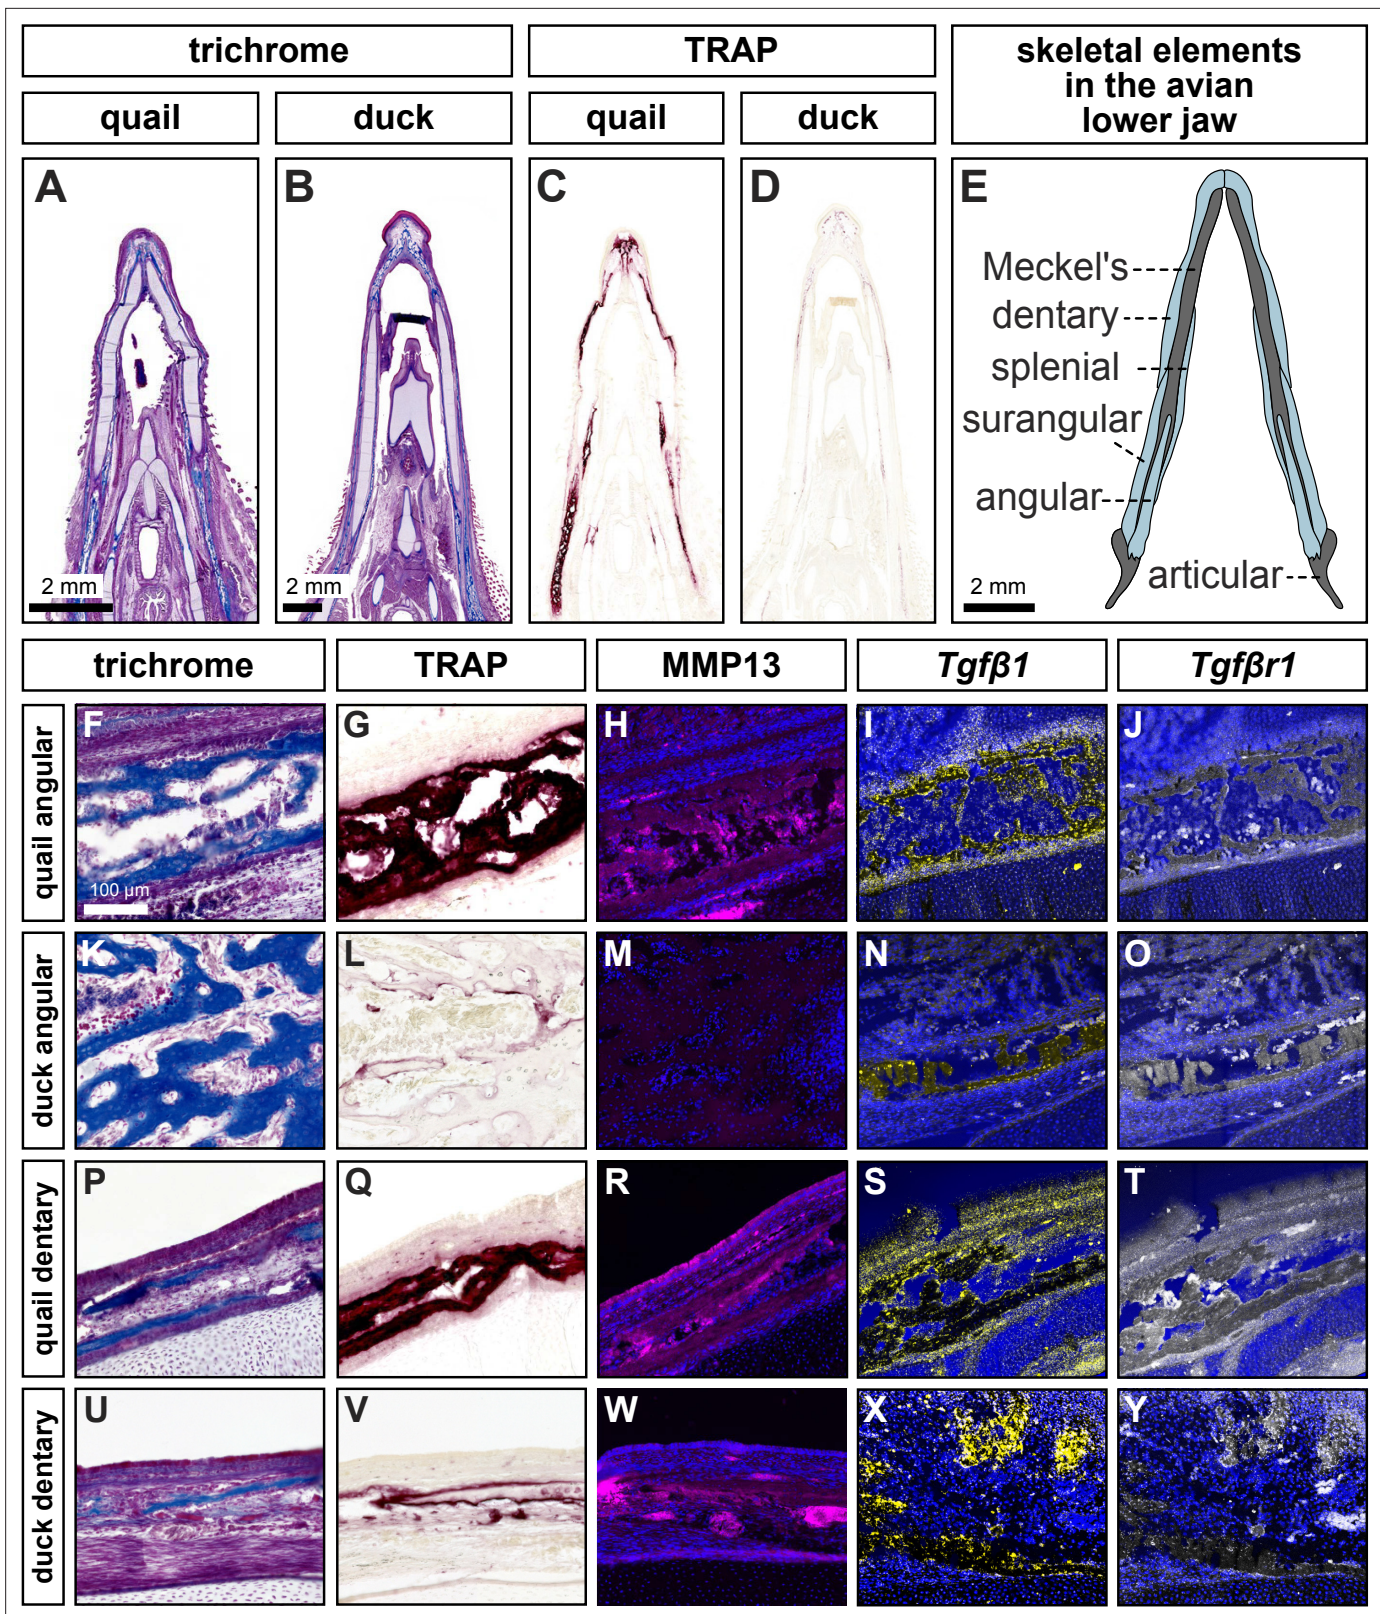 trichrome
TRAP
skeletal elements
in the avian
lower jaw
quail
duck
quail
duck
A
B
C
D
E
Meckel's
dentary
splenial
surangular
angular
articular
2 mm
2 mm
2 mm
trichrome
TRAP
MMP13
Tgfβ1
Tgfβr1
quail angular
F
G
H
I
J
100 μm
duck angular
K
L
M
N
O
quail dentary
P
Q
R
S
T
duck dentary
U
V
W
X
Y